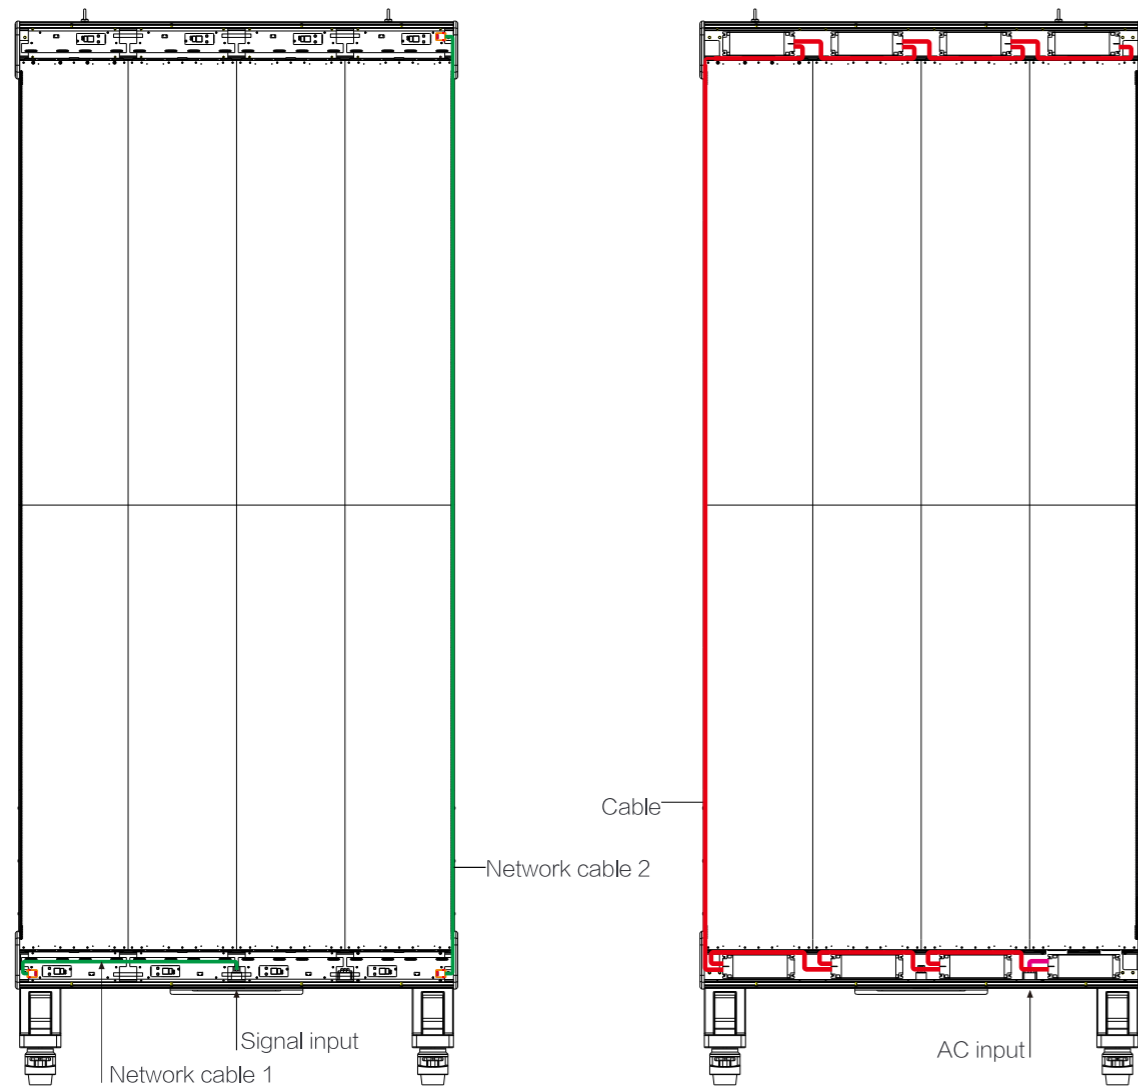 Cable
Network cable 2
Signal input
AC input
Network cable 1